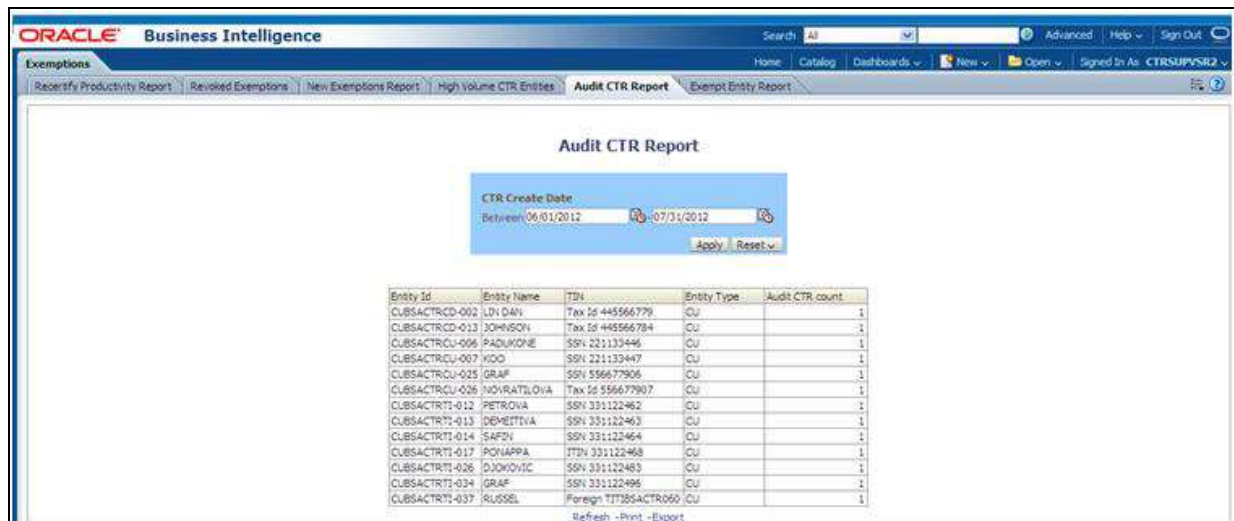 ORACLE Business Intelligence Search All Advanced Help Sign Out
Exemptions Home Catalog Dashboards New Open Signed In As CTRSUPVSR2
Recertify Productivity Report Revoked Exemptions New Exemptions Report High Volume CTR Entities Audit CTR Report Exempt Entity Report
Audit CTR Report
CTR Create Date
Between 06/01/2012 - 07/31/2012
Apply Reset
Entity Id Entity Name TIN Entity Type Audit CTR count
CUBSACTRCD-002 LIN DAN Tax Id 445566779 CU 1
CUBSACTRCD-013 JOHNSON Tax Id 445566784 CU 1
CUBSACTRCU-006 PADUKONE SSN 221133446 CU 1
CUBSACTRCU-007 KOO SSN 221133447 CU 1
CUBSACTRCU-025 GRAF SSN 556677906 CU 1
CUBSACTRCU-026 NOVRATILOVA Tax Id 556677907 CU 1
CUBSACTRTI-012 PETROVA SSN 331122462 CU 1
CUBSACTRTI-013 DEMEITIVA SSN 331122463 CU 1
CUBSACTRTI-014 SAFIN SSN 331122464 CU 1
CUBSACTRTI-017 PONAPPA ITIN 331122468 CU 1
CUBSACTRTI-026 DJOKOVIC SSN 331122483 CU 1
CUBSACTRTI-034 GRAF SSN 331122496 CU 1
CUBSACTRTI-037 RUSSEL Foreign TITIBSACTR060 CU 1
Refresh - Print - Export